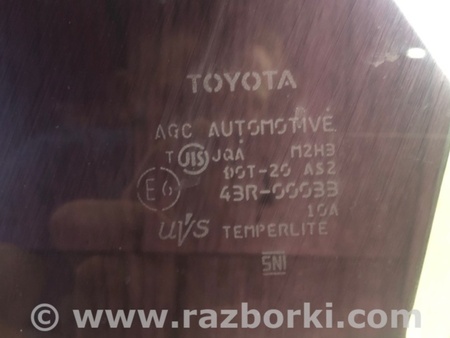 TOYOTA
AGC AUTOMOTIVE
T JIS JQA M2H3
DOT-20 AS2
E6 43R-00033
10A
UVS TEMPERLITE
SNI
© www.razborki.com